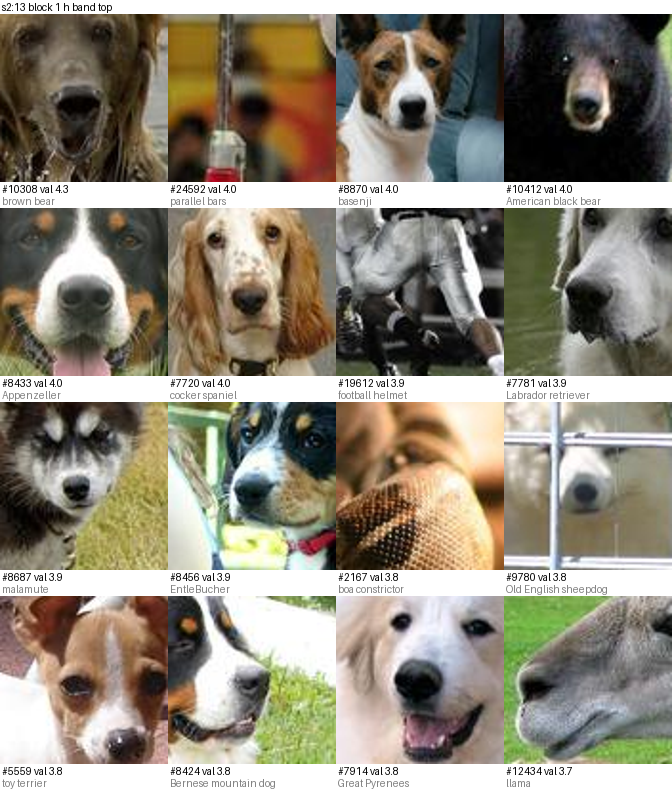 s2:13 block 1 h band top
#10308 val 4.3
brown bear
#24592 val 4.0
parallel bars
#8870 val 4.0
basenji
#10412 val 4.0
American black bear
#8433 val 4.0
Appenzeller
#7720 val 4.0
cocker spaniel
#19612 val 3.9
football helmet
#7781 val 3.9
Labrador retriever
#8687 val 3.9
malamute
#8456 val 3.9
EntleBucher
#2167 val 3.8
boa constrictor
#9780 val 3.8
Old English sheepdog
#5559 val 3.8
toy terrier
#8424 val 3.8
Bernese mountain dog
#7914 val 3.8
Great Pyrenees
#12434 val 3.7
llama